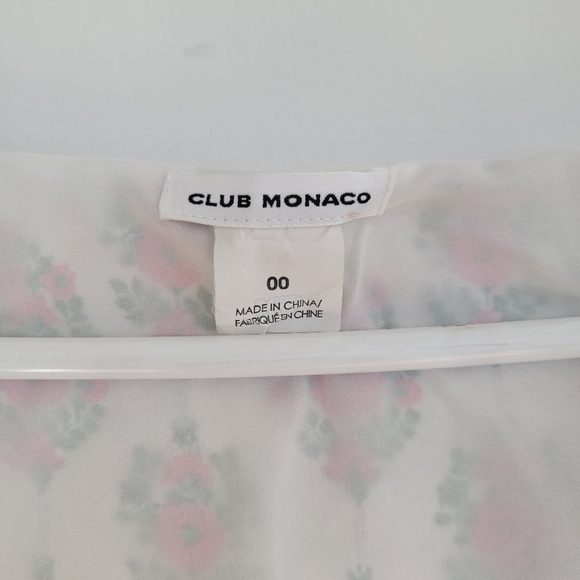 CLUB MONACO
00
MADE IN CHINA/
FABRIQUÉ EN CHINE